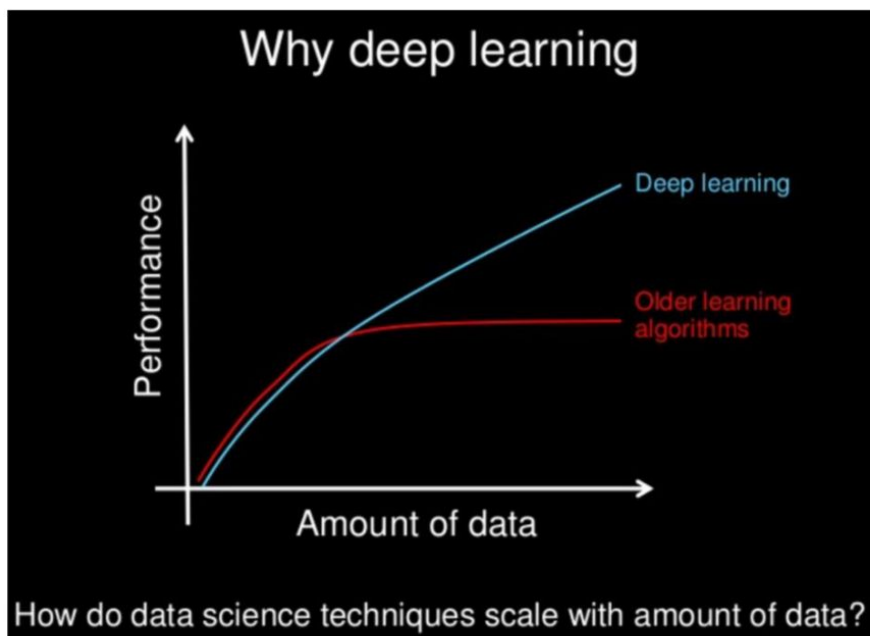 Why deep learning
Performance
Deep learning
Older learning
algorithms
Amount of data
How do data science techniques scale with amount of data?